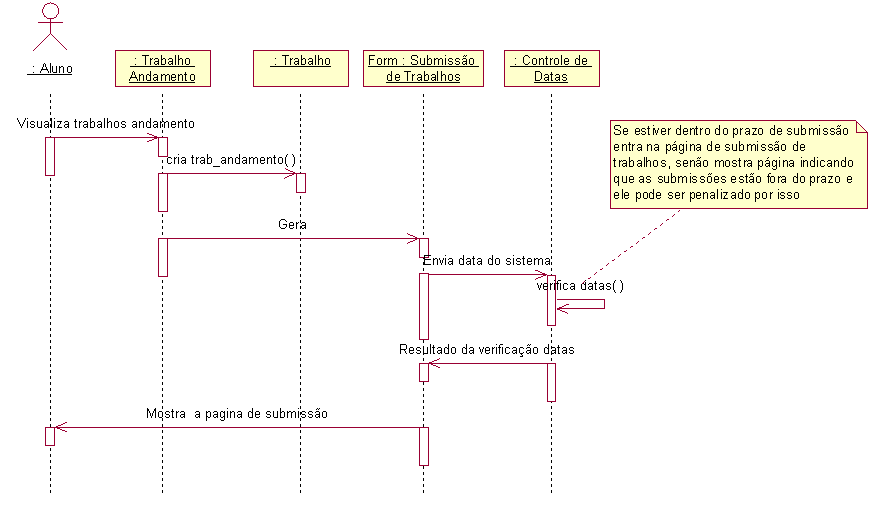 : Aluno
: Trabalho
Andamento
: Trabalho
Form : Submissão
de Trabalhos
: Controle de
Datas
Visualiza trabalhos andamento
Se estiver dentro do prazo de submissão
entra na página de submissão de
trabalhos, senão mostra página indicando
que as submissões estão fora do prazo e
ele pode ser penalizado por isso
cria trab_andamento( )
Gera
Envia data do sistema
verifica datas( )
Resultado da verificação datas
Mostra a pagina de submissão